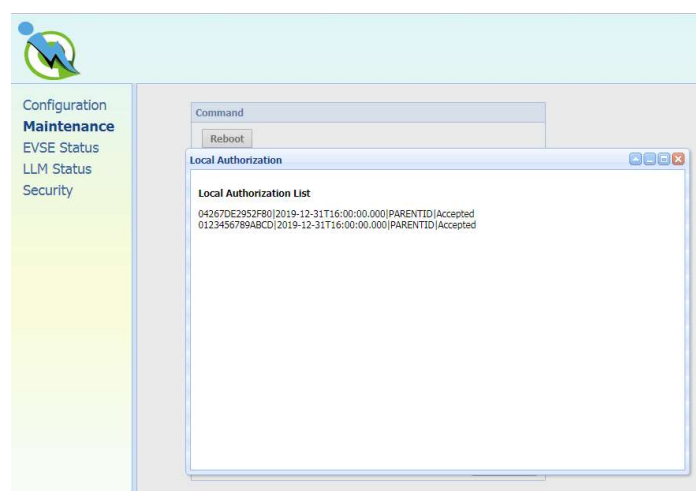 Configuration
Maintenance
EVSE Status
LLM Status
Security
Command
Reboot
Local Authorization
Local Authorization List
04267DE2952F80|2019-12-31T16:00:00.000|PARENTID|Accepted
0123456789ABCD|2019-12-31T16:00:00.000|PARENTID|Accepted